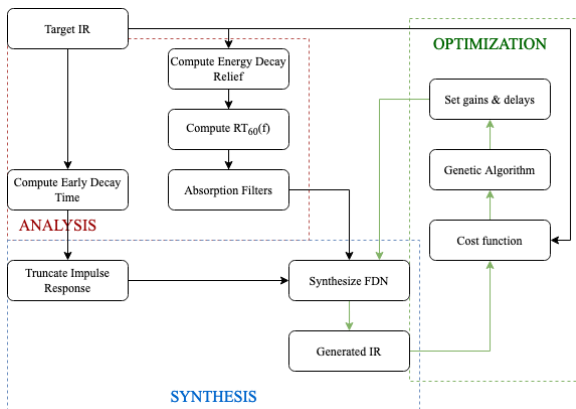 Target IR
OPTIMIZATION
Compute Energy Decay
Relief
Set gains & delays
Compute RT₆₀(f)
Genetic Algorithm
Compute Early Decay
Time
Absorption Filters
ANALYSIS
Cost function
Truncate Impulse
Response
Synthesize FDN
Generated IR
SYNTHESIS